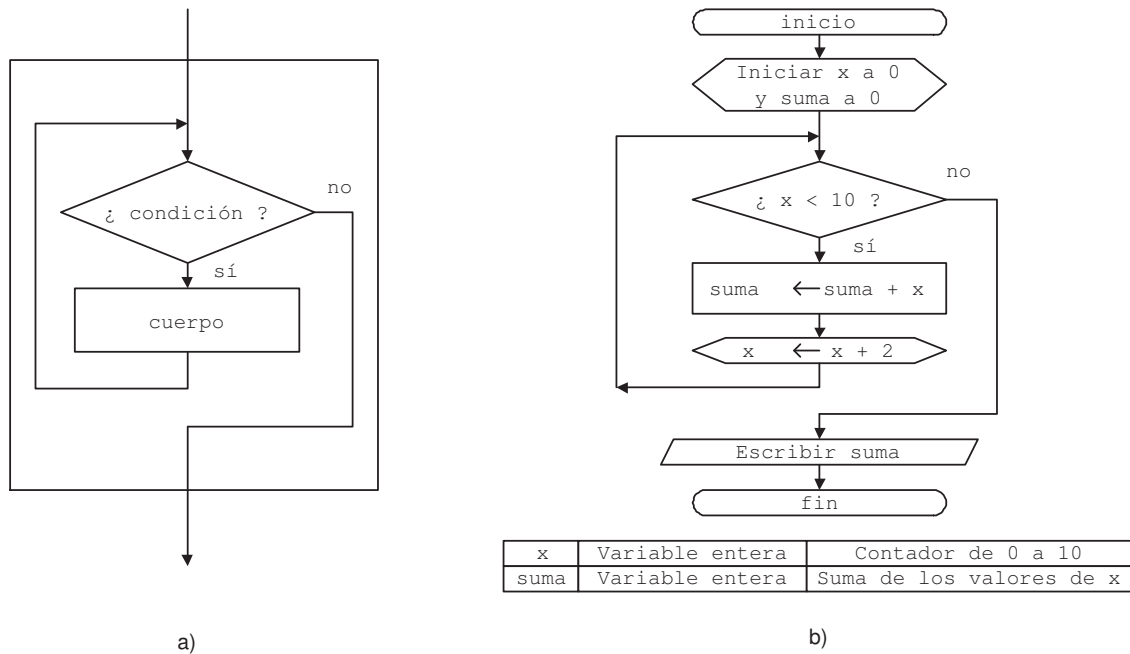 no
¿ condición ?
sí
cuerpo
a)
inicio
Iniciar x a 0
y suma a 0
no
¿ x < 10 ?
sí
suma ← suma + x
x ← x + 2
Escribir suma
fin
x Variable entera Contador de 0 a 10
suma Variable entera Suma de los valores de x
b)